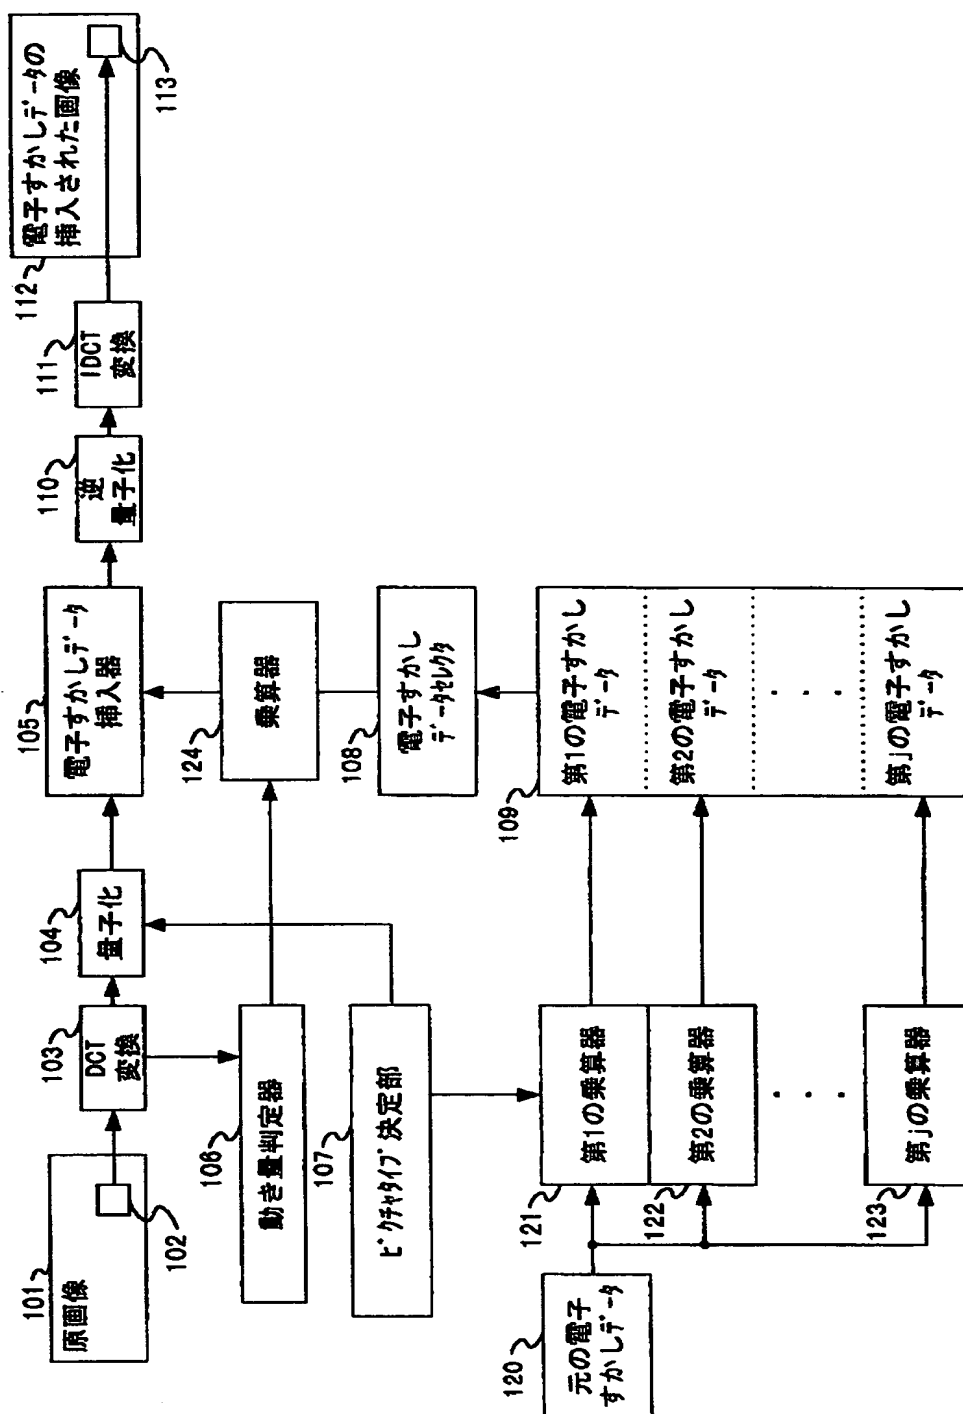 101
原画像
102
103
DCT
変換
104
量子化
105
電子すかしデータ
挿入器
110
逆
量子化
111
IDCT
変換
112
電子すかしデータの
挿入された画像
113
106
動き量判定器
124
乗算器
107
ピクチャタイプ決定部
108
電子すかし
データセレクタ
120
元の電子
すかしデータ
121
第1の乗算器
122
第2の乗算器
・・・
123
第Jの乗算器
109
第1の電子すかし
データ
第2の電子すかし
データ
・・・
第Jの電子すかし
データ